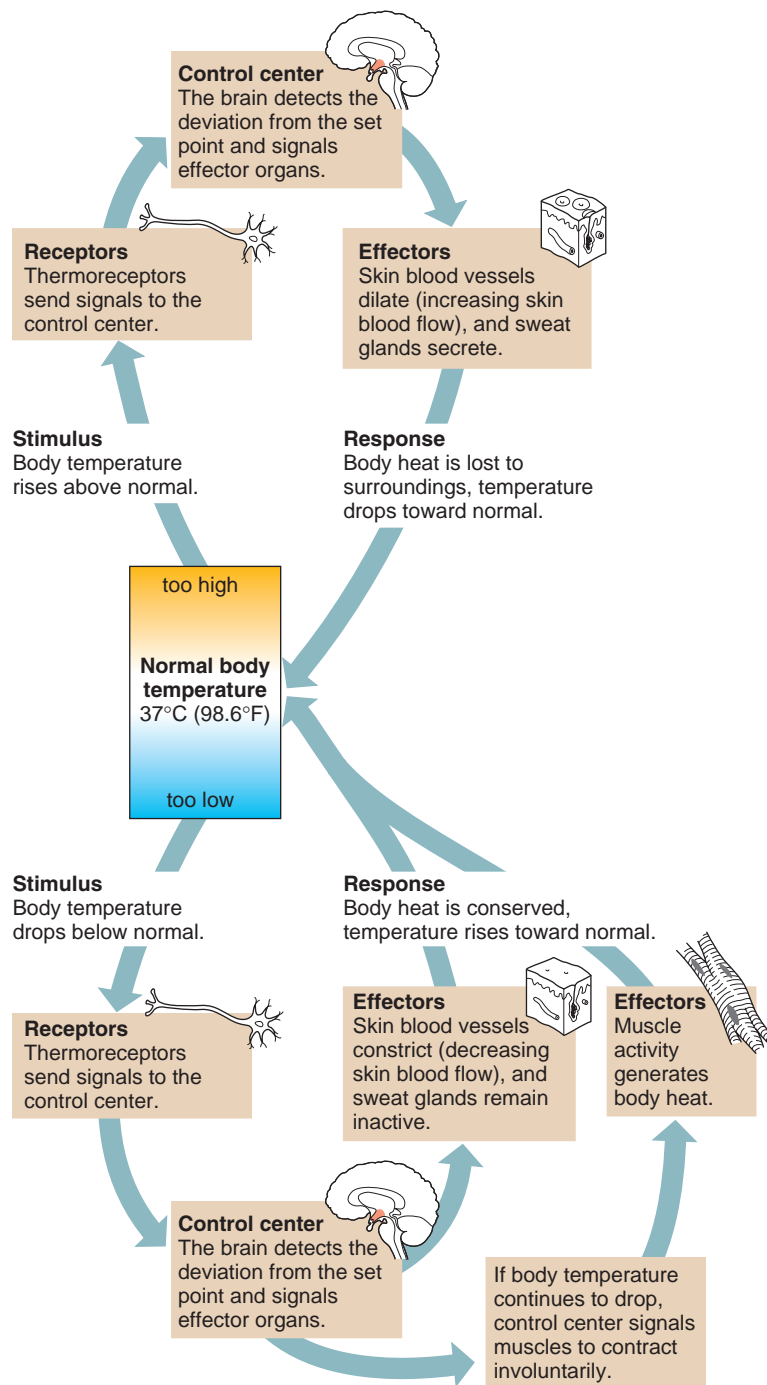 Control center
The brain detects the
deviation from the set
point and signals
effector organs.
Receptors
Thermoreceptors
send signals to the
control center.
Effectors
Skin blood vessels
dilate (increasing skin
blood flow), and sweat
glands secrete.
Stimulus
Body temperature
rises above normal.
Response
Body heat is lost to
surroundings, temperature
drops toward normal.
too high
Normal body
temperature
37°C (98.6°F)
too low
Stimulus
Body temperature
drops below normal.
Response
Body heat is conserved,
temperature rises toward normal.
Receptors
Thermoreceptors
send signals to the
control center.
Effectors
Skin blood vessels
constrict (decreasing
skin blood flow), and
sweat glands remain
inactive.
Effectors
Muscle
activity
generates
body heat.
Control center
The brain detects the
deviation from the set
point and signals
effector organs.
If body temperature
continues to drop,
control center signals
muscles to contract
involuntarily.